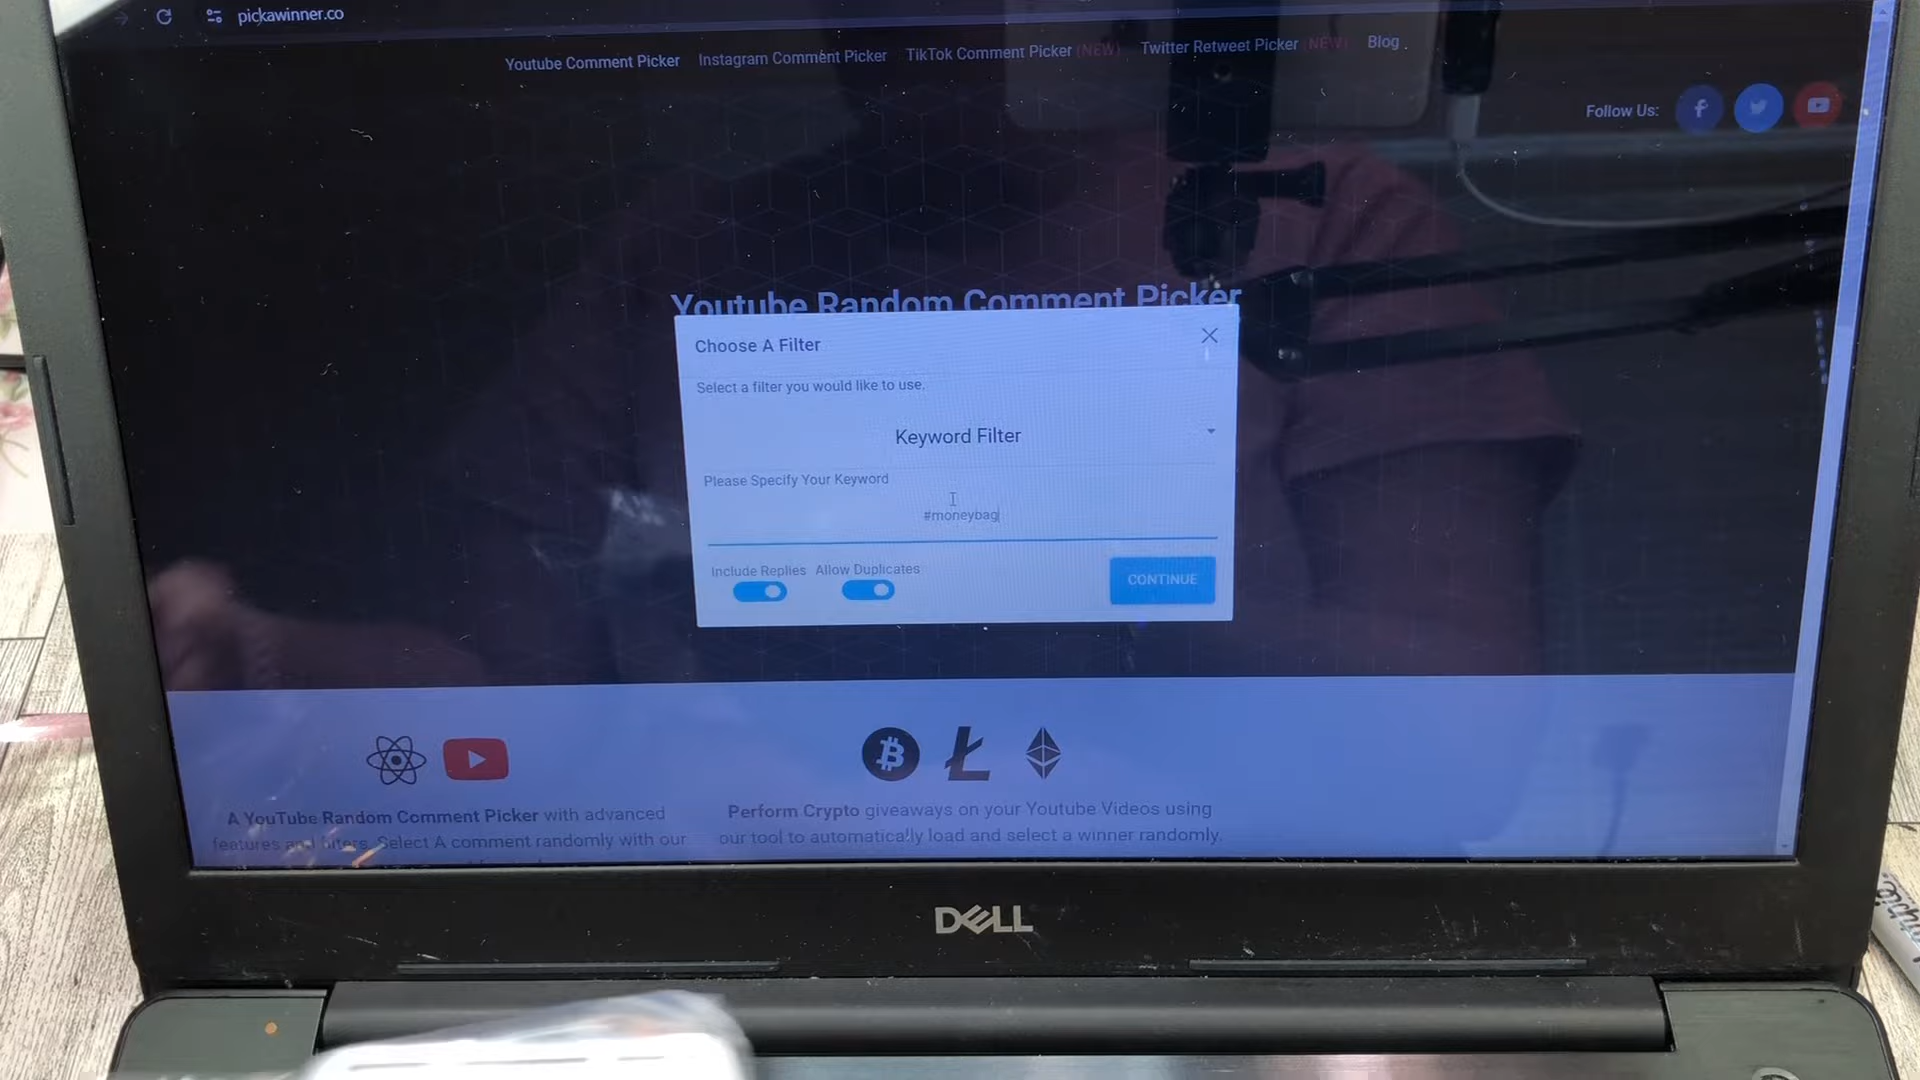 pickawinner.co
Youtube Comment Picker Instagram Comment Picker TikTok Comment Picker (NEW) Twitter Retweet Picker (NEW) Blog
Follow Us:
Youtube Random Comment Picker
Choose A Filter
Select a filter you would like to use.
Keyword Filter
Please Specify Your Keyword
#moneybag
Include Replies Allow Duplicates
CONTINUE
A YouTube Random Comment Picker with advanced
features and filters. Select A comment randomly with our
Perform Crypto giveaways on your Youtube Videos using
our tool to automatically load and select a winner randomly.
DELL